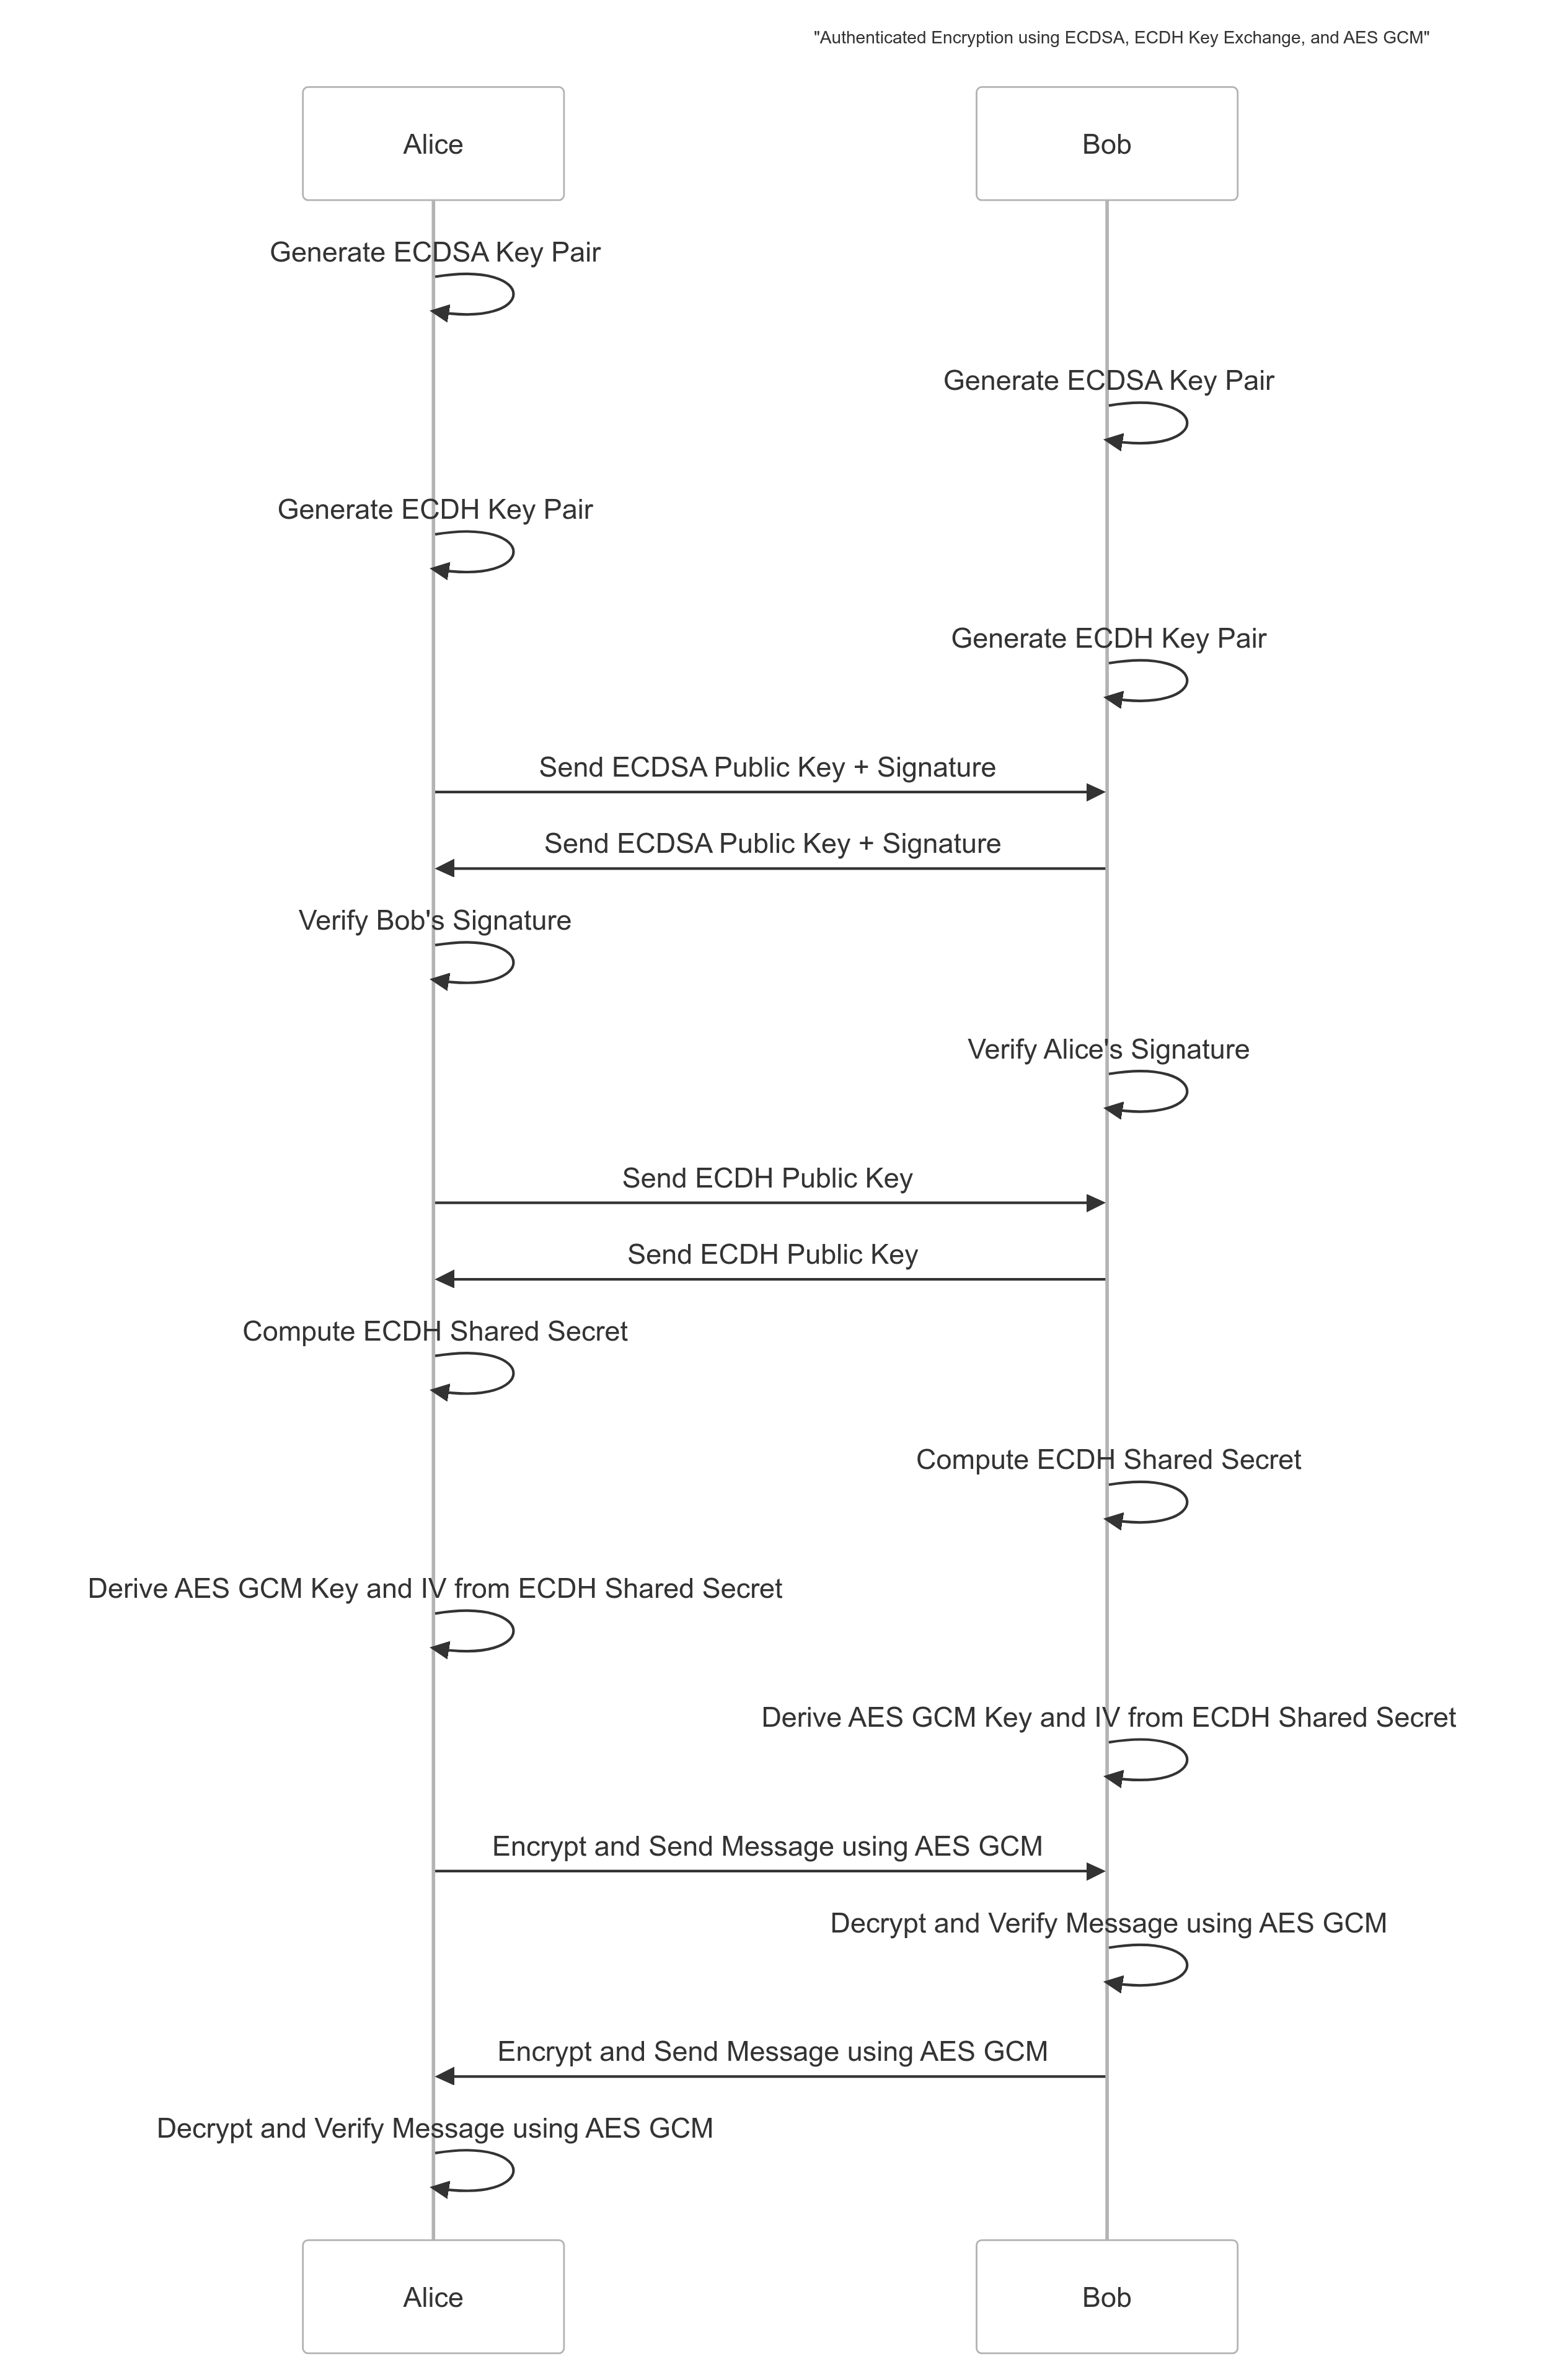 "Authenticated Encryption using ECDSA, ECDH Key Exchange, and AES GCM"
Alice
Bob
Generate ECDSA Key Pair
Generate ECDSA Key Pair
Generate ECDH Key Pair
Generate ECDH Key Pair
Send ECDSA Public Key + Signature
Send ECDSA Public Key + Signature
Verify Bob's Signature
Verify Alice's Signature
Send ECDH Public Key
Send ECDH Public Key
Compute ECDH Shared Secret
Compute ECDH Shared Secret
Derive AES GCM Key and IV from ECDH Shared Secret
Derive AES GCM Key and IV from ECDH Shared Secret
Encrypt and Send Message using AES GCM
Decrypt and Verify Message using AES GCM
Encrypt and Send Message using AES GCM
Decrypt and Verify Message using AES GCM
Alice
Bob